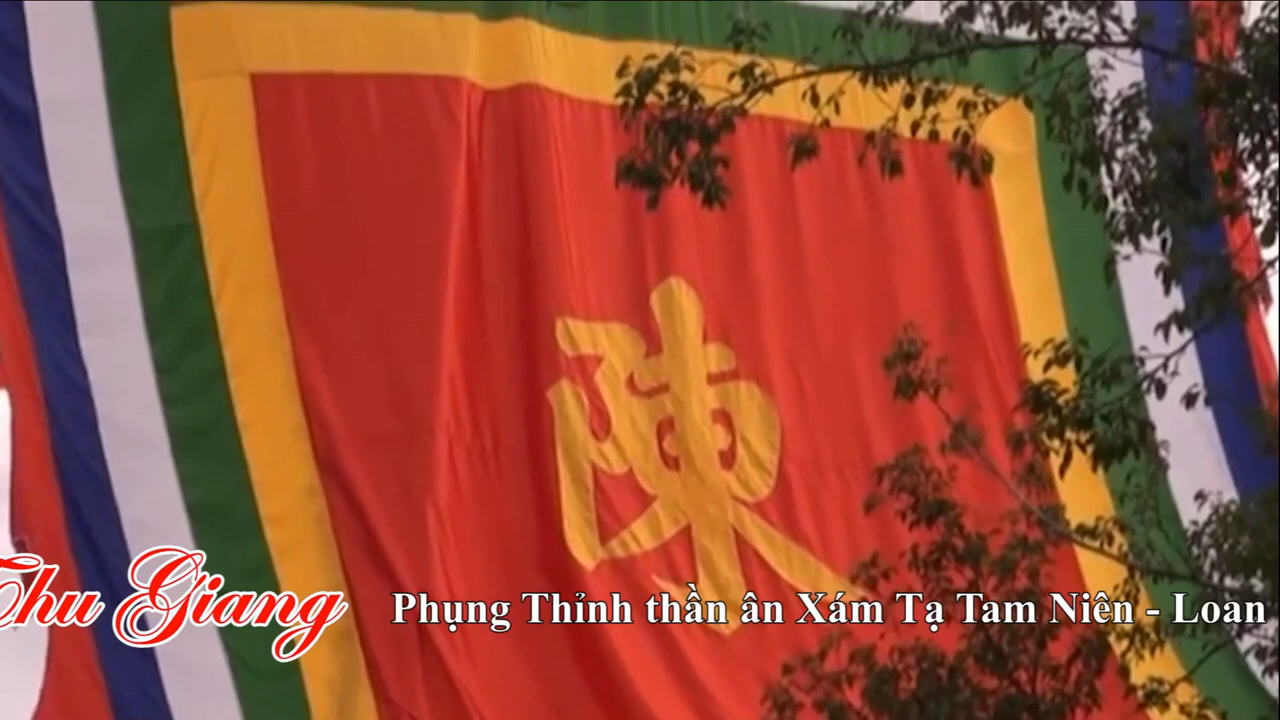 陳
Thu Giang
Phụng Thỉnh thần ân Xám Tạ Tam Niên - Loan